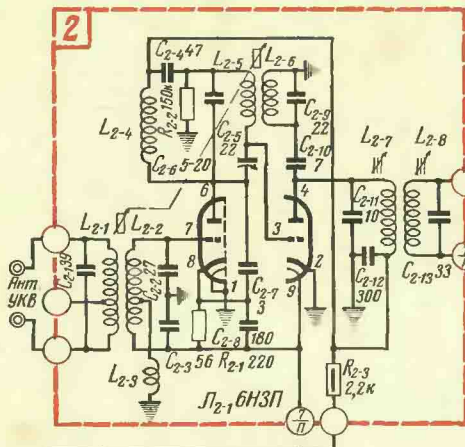 2
C2-4 47
L2-5
L2-6
R2-2 150к
L2-4
C2-9
22
C2-5
22
C2-10
7
C2-6 5-20
L2-7
L2-8
6
4
L2-1
L2-2
7
3
C2-11
10
C2-1 39
8
2
Ант
УКВ
C2-2 27
1
9
C2-7
3
C2-12
300
C2-13 33
C2-8
180
C2-3 56
R2-1 220
L2-3
R2-3
2,2к
Л2-1 6Н3П
7
П